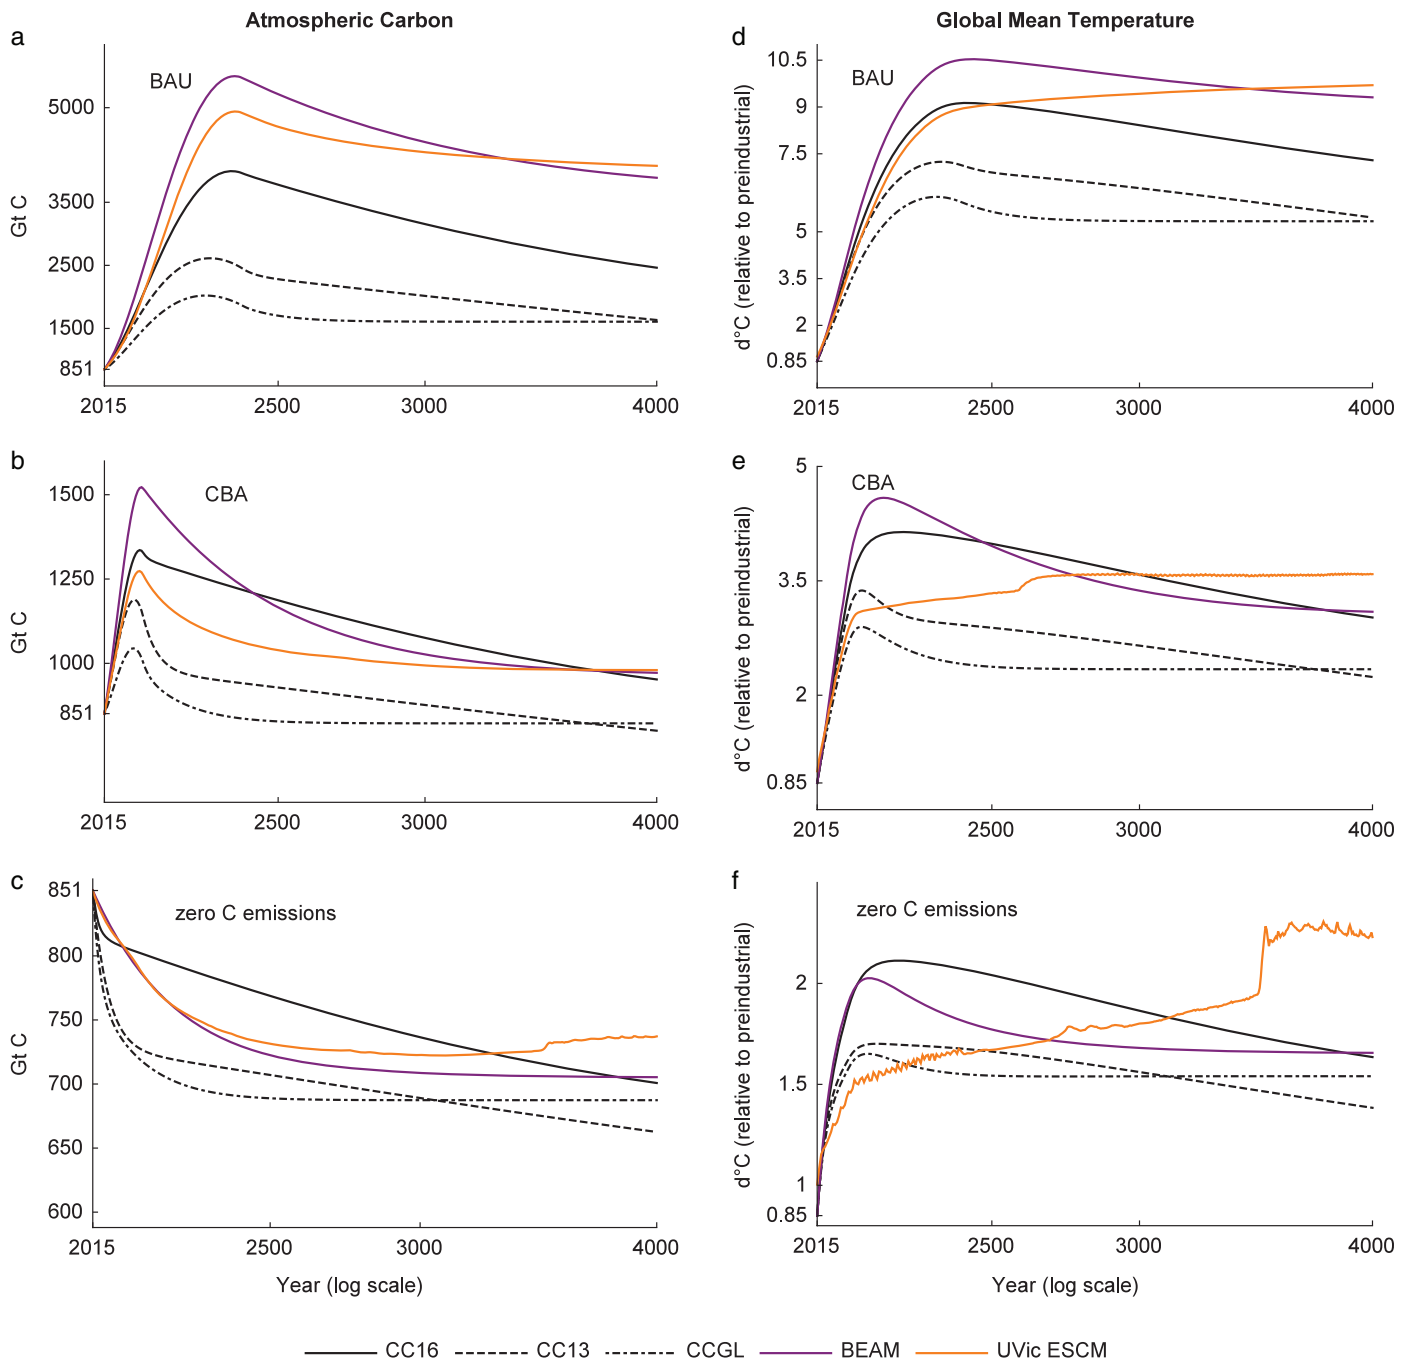 Atmospheric Carbon
a
BAU
5000
3500
2500
1500
851
Gt C
2015 2500 3000 4000
b
CBA
1500
1250
1000
851
Gt C
2015 2500 3000 4000
c
zero C emissions
851
800
750
700
650
600
Gt C
2015 2500 3000 4000
Year (log scale)
Global Mean Temperature
d
BAU
10.5
9
7.5
5
3.5
2
0.85
d°C (relative to preindustrial)
2015 2500 3000 4000
e
CBA
5
3.5
2
0.85
d°C (relative to preindustrial)
2015 2500 3000 4000
f
zero C emissions
2
1.5
1
0.85
d°C (relative to preindustrial)
2015 2500 3000 4000
Year (log scale)
CC16 CC13 CCGL BEAM UVic ESCM